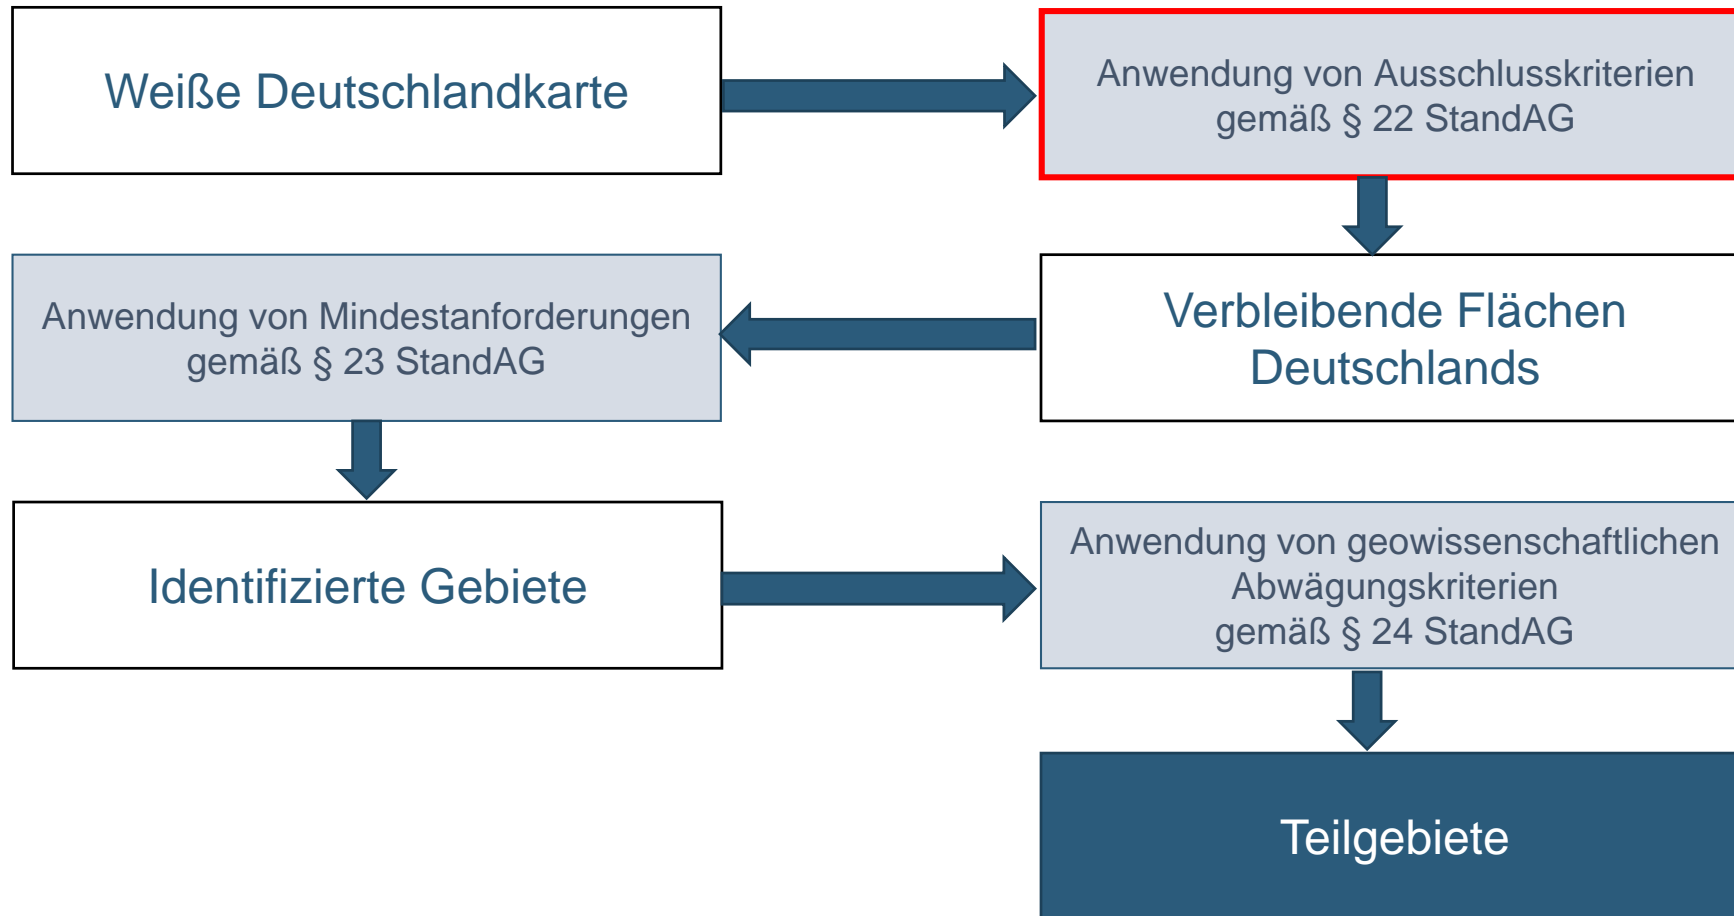 Weiße Deutschlandkarte
Anwendung von Ausschlusskriterien
gemäß § 22 StandAG
Verbleibende Flächen
Deutschlands
Anwendung von Mindestanforderungen
gemäß § 23 StandAG
Identifizierte Gebiete
Anwendung von geowissenschaftlichen
Abwägungskriterien
gemäß § 24 StandAG
Teilgebiete